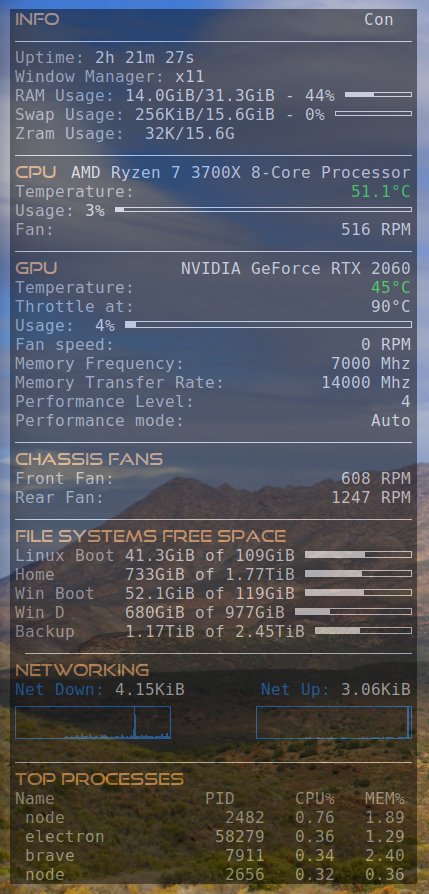 INFO Con
Uptime: 2h 21m 27s
Window Manager: x11
RAM Usage: 14.0GiB/31.3GiB - 44%
Swap Usage: 256KiB/15.6GiB - 0%
Zram Usage: 32K/15.6G
CPU AMD Ryzen 7 3700X 8-Core Processor
Temperature: 51.1°C
Usage: 3%
Fan: 516 RPM
GPU NVIDIA GeForce RTX 2060
Temperature: 45°C
Throttle at: 90°C
Usage: 4%
Fan speed: 0 RPM
Memory Frequency: 7000 Mhz
Memory Transfer Rate: 14000 Mhz
Performance Level: 4
Performance mode: Auto
CHASSIS FANS
Front Fan: 608 RPM
Rear Fan: 1247 RPM
FILE SYSTEMS FREE SPACE
Linux Boot 41.3GiB of 109GiB
Home 733GiB of 1.77TiB
Win Boot 52.1GiB of 119GiB
Win D 680GiB of 977GiB
Backup 1.17TiB of 2.45TiB
NETWORKING
Net Down: 4.15KiB Net Up: 3.06KiB
TOP PROCESSES
Name PID CPU% MEM%
node 2482 0.76 1.89
electron 58279 0.36 1.29
brave 7911 0.34 2.40
node 2656 0.32 0.36